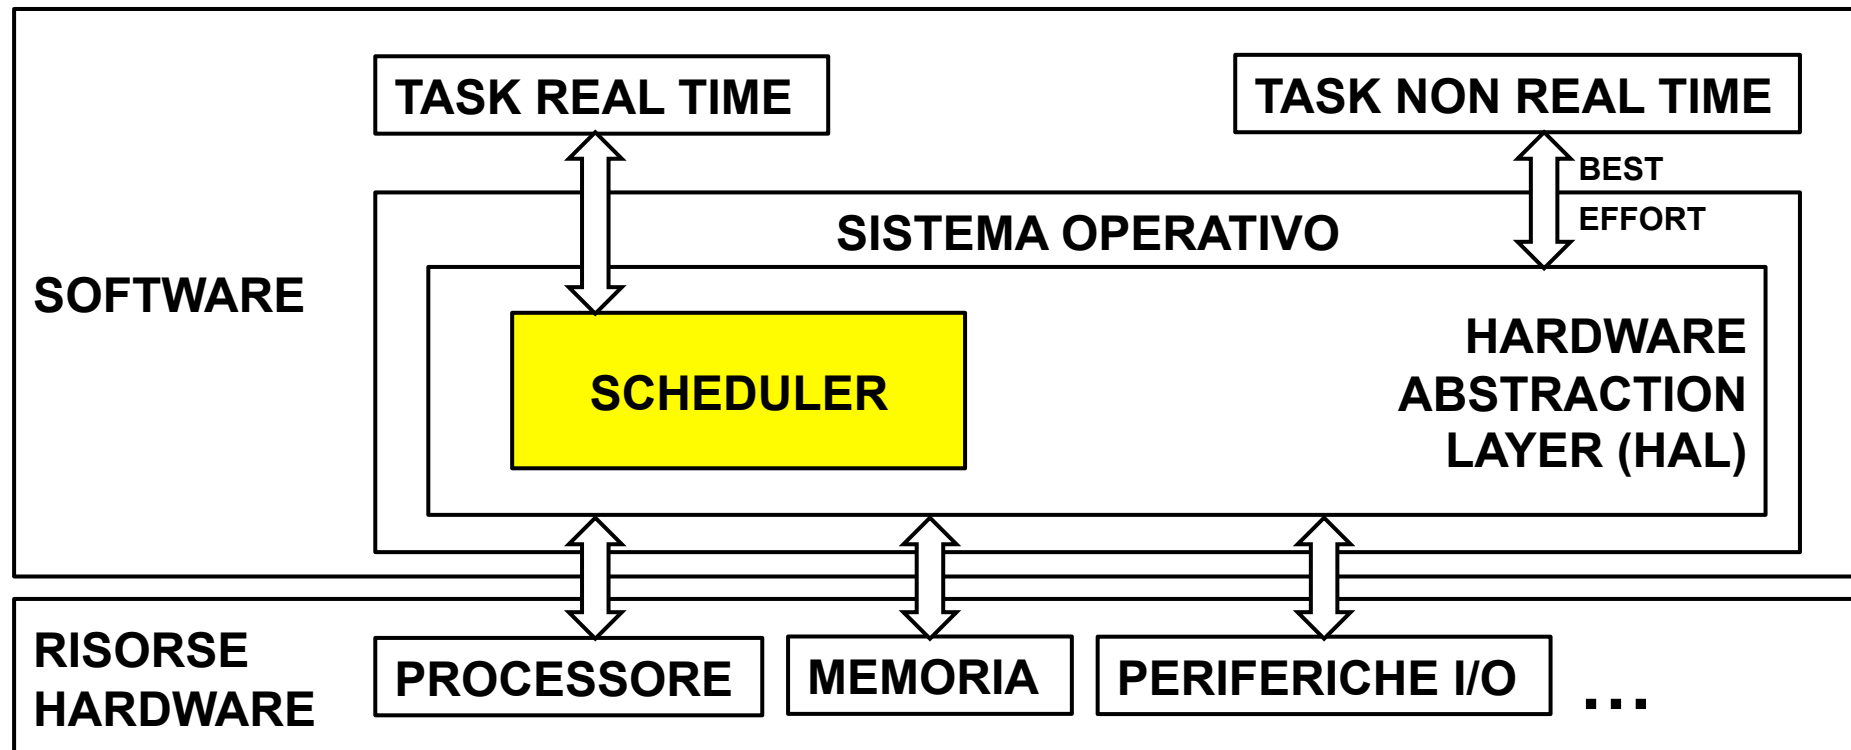 TASK REAL TIME
TASK NON REAL TIME
BEST
EFFORT
SISTEMA OPERATIVO
SOFTWARE
SCHEDULER
HARDWARE
ABSTRACTION
LAYER (HAL)
RISORSE
HARDWARE
PROCESSORE
MEMORIA
PERIFERICHE I/O
...